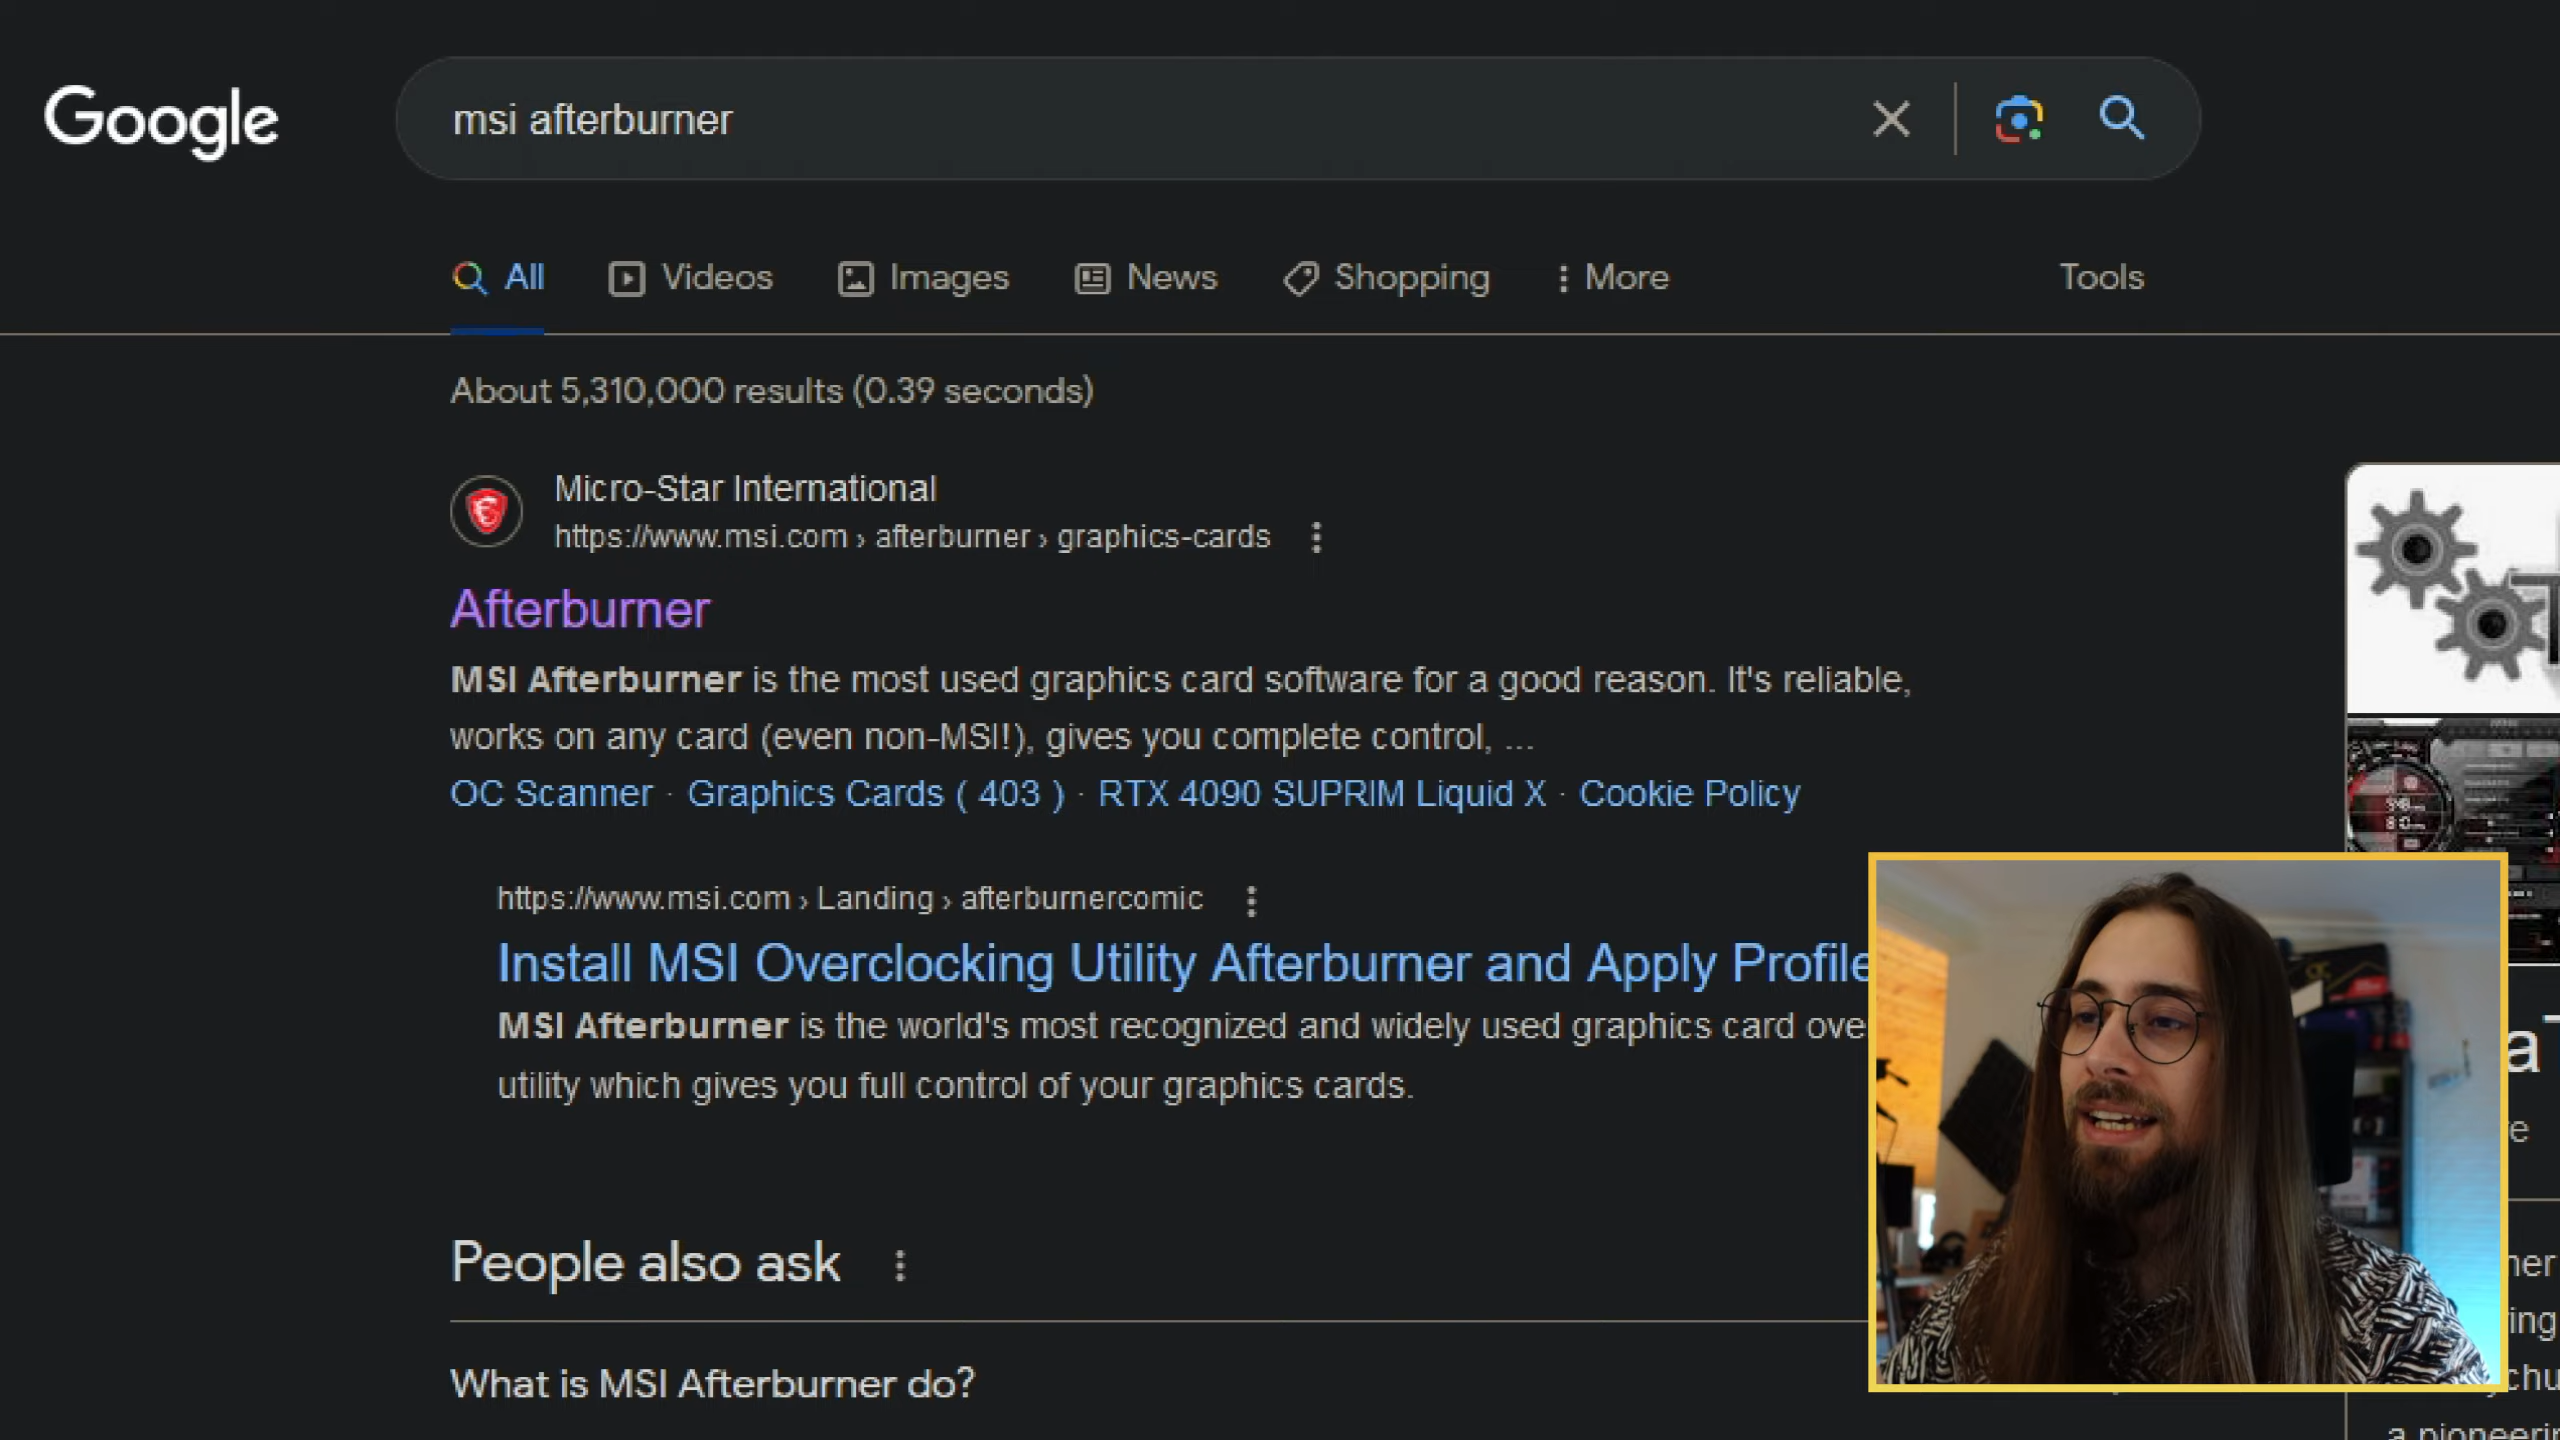 Google
msi afterburner
All Videos Images News Shopping More Tools
About 5,310,000 results (0.39 seconds)
Micro-Star International
https://www.msi.com › afterburner › graphics-cards
Afterburner
MSI Afterburner is the most used graphics card software for a good reason. It's reliable,
works on any card (even non-MSI!), gives you complete control, ...
OC Scanner · Graphics Cards ( 403 ) · RTX 4090 SUPRIM Liquid X · Cookie Policy
https://www.msi.com › Landing › afterburnercomic
Install MSI Overclocking Utility Afterburner and Apply Profile
MSI Afterburner is the world's most recognized and widely used graphics card ove
utility which gives you full control of your graphics cards.
People also ask
What is MSI Afterburner do?